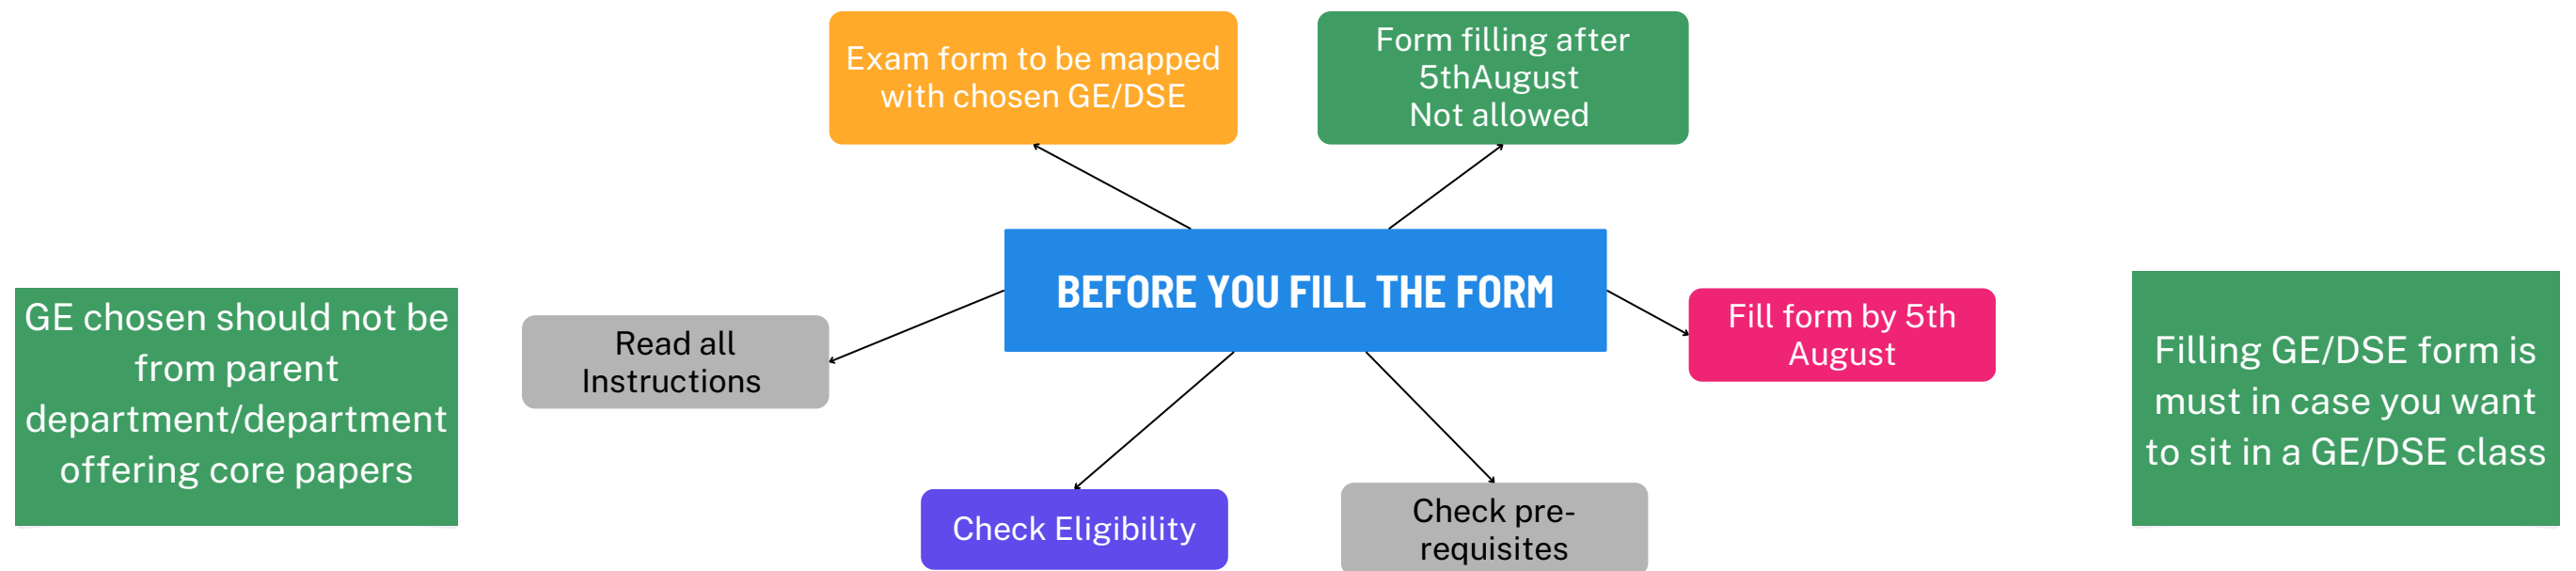 Exam form to be mapped
with chosen GE/DSE
Form filling after
5thAugust
Not allowed
BEFORE YOU FILL THE FORM
GE chosen should not be
from parent
department/department
offering core papers
Read all
Instructions
Fill form by 5th
August
Filling GE/DSE form is
must in case you want
to sit in a GE/DSE class
Check Eligibility
Check pre-
requisites